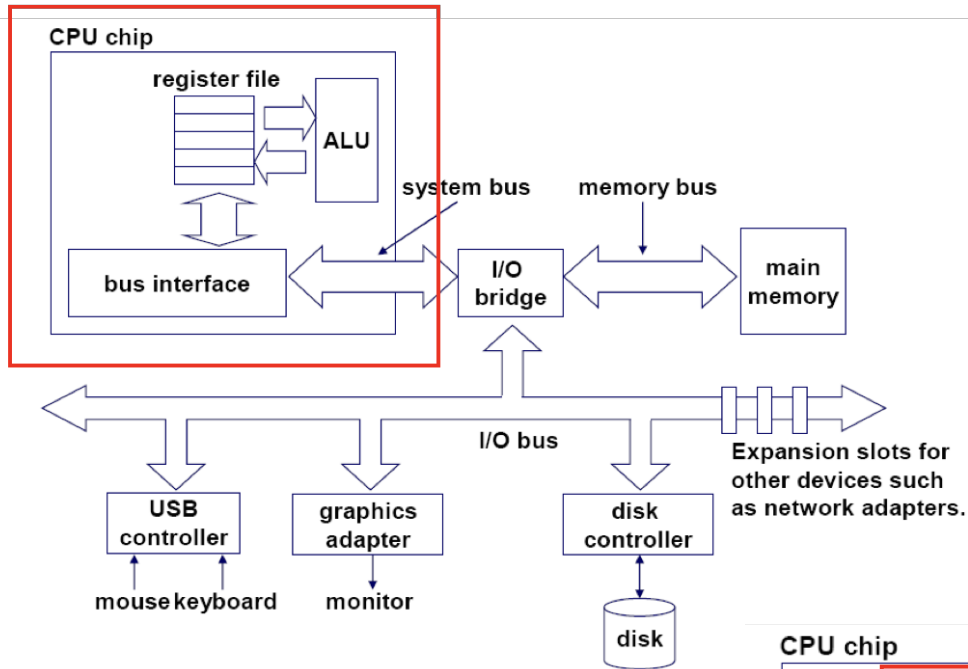 CPU chip
register file
ALU
system bus
memory bus
bus interface
I/O
bridge
main
memory
I/O bus
Expansion slots for
other devices such
as network adapters.
USB
controller
graphics
adapter
disk
controller
mouse keyboard
monitor
disk
CPU chip